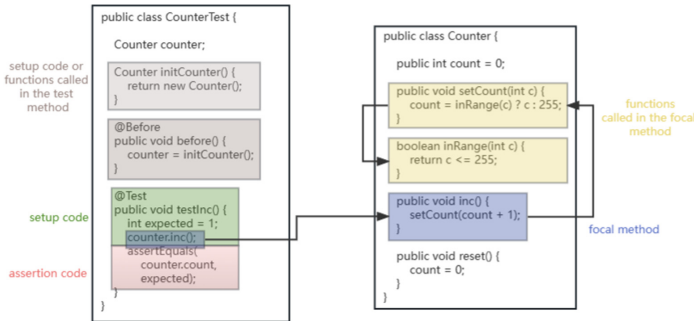 public class CounterTest {
Counter counter;
setup code or
functions called
in the test
method
Counter initCounter() {
return new Counter();
}
@Before
public void before() {
counter = initCounter();
}
@Test
public void testInc() {
int expected = 1;
counter.inc();
assertEquals(
counter.count,
expected);
}
}
setup code
assertion code
public class Counter {
public int count = 0;
public void setCount(int c) {
count = inRange(c) ? c : 255;
}
boolean inRange(int c) {
return c <= 255;
}
public void inc() {
setCount(count + 1);
}
public void reset() {
count = 0;
}
}
functions
called in the focal
method
focal method